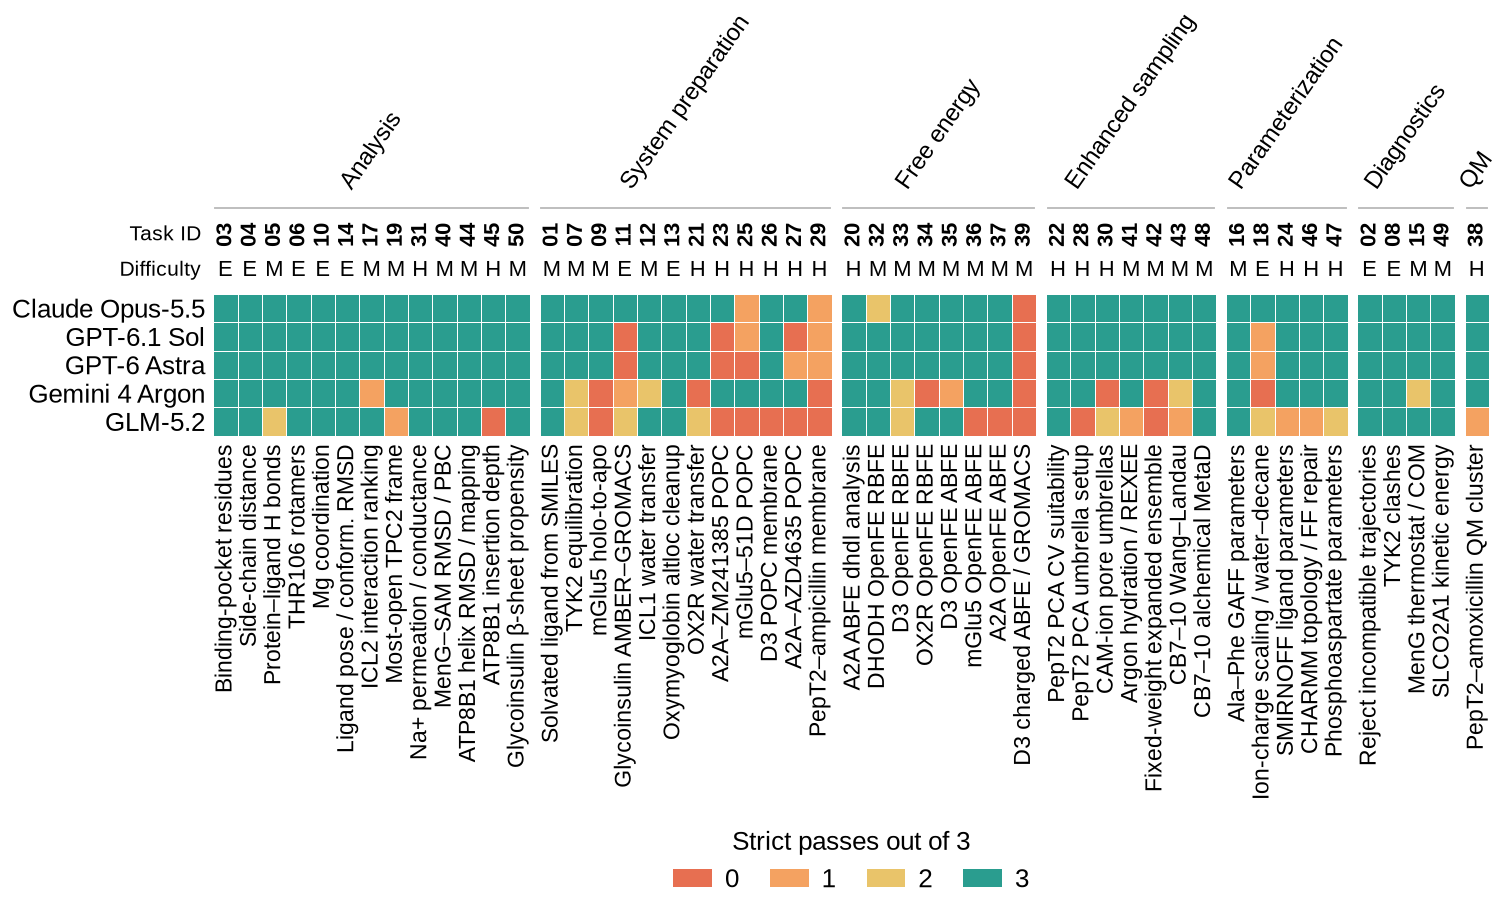 Analysis
System preparation
Free energy
Enhanced sampling
Parameterization
Diagnostics
QM
Task ID 03 04 05 06 10 14 17 19 31 40 44 45 50 01 07 09 11 12 13 21 23 25 26 27 29 20 32 33 34 35 36 37 39 22 28 30 41 42 43 48 16 18 24 46 47 02 08 15 49 38
Difficulty E E M E E E M M H M M H M M M M E M E H H H H H H H M M M M M M M H H H M M M M M E H H H E E M M H
Claude Opus-5.5
GPT-6.1 Sol
GPT-6 Astra
Gemini 4 Argon
GLM-5.2
Binding-pocket residues
Side-chain distance
Protein–ligand H bonds
THR106 rotamers
Mg coordination
Ligand pose / conform. RMSD
ICL2 interaction ranking
Most-open TPC2 frame
Na+ permeation / conductance
MenG–SAM RMSD / PBC
ATP8B1 helix RMSD / mapping
ATP8B1 insertion depth
Glycoinsulin β-sheet propensity
Solvated ligand from SMILES
TYK2 equilibration
mGlu5 holo-to-apo
Glycoinsulin AMBER–GROMACS
ICL1 water transfer
Oxymyoglobin altloc cleanup
OX2R water transfer
A2A–ZM241385 POPC
mGlu5–51D POPC
D3 POPC membrane
A2A–AZD4635 POPC
PepT2–ampicillin membrane
A2A ABFE dhdl analysis
DHODH OpenFE RBFE
D3 OpenFE RBFE
OX2R OpenFE RBFE
D3 OpenFE ABFE
mGlu5 OpenFE ABFE
A2A OpenFE ABFE
D3 charged ABFE / GROMACS
PepT2 PCA CV suitability
PepT2 PCA umbrella setup
CAM-ion pore umbrellas
Argon hydration / REXEE
Fixed-weight expanded ensemble
CB7–10 Wang–Landau
CB7–10 alchemical MetaD
Ala–Phe GAFF parameters
Ion-charge scaling / water–decane
SMIRNOFF ligand parameters
CHARMM topology / FF repair
Phosphoaspartate parameters
Reject incompatible trajectories
TYK2 clashes
MenG thermostat / COM
SLCO2A1 kinetic energy
PepT2–amoxicillin QM cluster
Strict passes out of 3
0 1 2 3